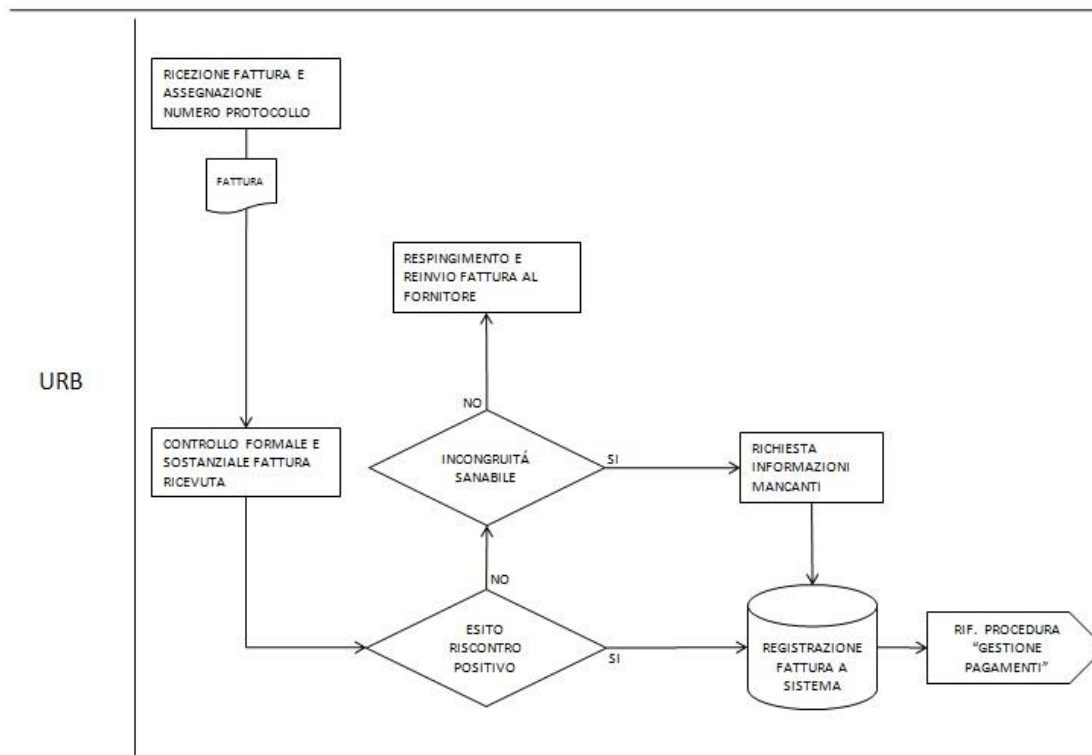 RICEZIONE FATTURA E
ASSEGNAZIONE
NUMERO PROTOCOLLO
FATTURA
RESPINGIMENTO E
REINVIO FATTURA AL
FORNITORE
URB
NO
CONTROLLO FORMALE E
SOSTANZIALE FATTURA
RICEVUTA
INCONGRUITÁ
SANABILE
SI
RICHIESTA
INFORMAZIONI
MANCANTI
NO
ESITO
RISCONTRO
POSITIVO
SI
REGISTRAZIONE
FATTURA A
SISTEMA
RIF. PROCEDURA
"GESTIONE
PAGAMENTI"